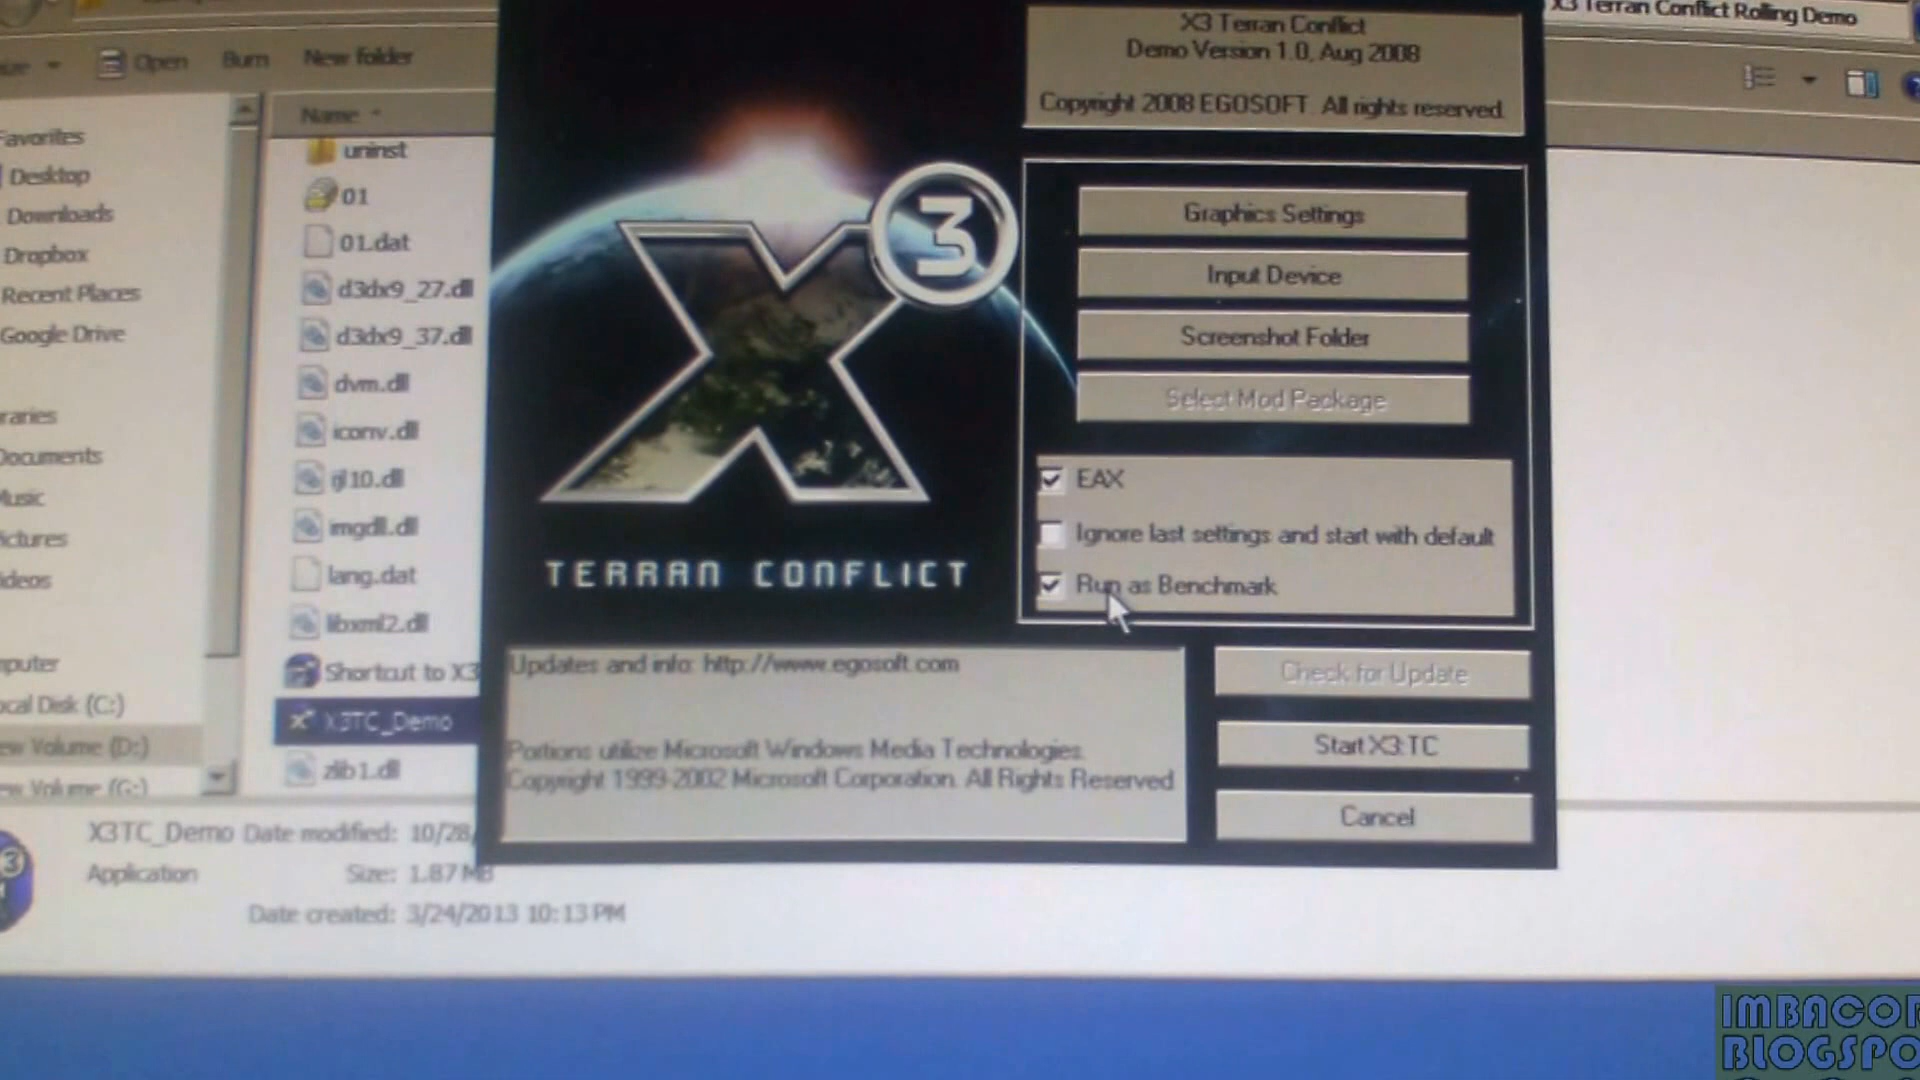 X3 Terran Conflict Rolling Demo
Open
Burn
New folder
Favorites
Desktop
Downloads
Dropbox
Recent Places
Google Drive
Documents
Name
uninst
01
01.dat
d3dx9_27.dll
d3dx9_37.dll
dvm.dll
iconv.dll
gl10.dll
imgdll.dll
lang.dat
libxml2.dll
Shortcut to X3
X3TC_Demo
zlib1.dll
X3TC_Demo Date modified: 10/28/
Application
Size: 1.87 MB
Date created: 3/24/2013 10:13 PM
3
TERRAN CONFLICT
X3 Terran Conflict
Demo Version 1.0, Aug 2008
Copyright 2008 EGOSOFT. All rights reserved.
Graphics Settings
Input Device
Screenshot Folder
Select Mod Package
EAX
Ignore last settings and start with default
Run as Benchmark
Updates and info: http://www.egosoft.com
Portions utilize Microsoft Windows Media Technologies.
Copyright 1999-2002 Microsoft Corporation. All Rights Reserved
Check for Update
Start X3:TC
Cancel
IMBACOR
BLOGSPO